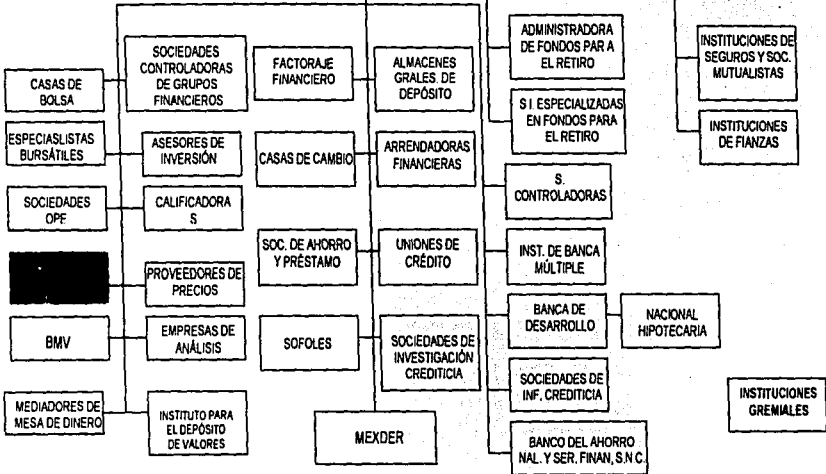 CASAS DE
BOLSA
SOCIEDADES
CONTROLADORAS
DE GRUPOS
FINANCIEROS
ESPECIASLISTAS
BURSÁTILES
ASESORES DE
INVERSIÓN
SOCIEDADES
OPF
CALIFICADORA
S
PROVEEDORES DE
PRECIOS
BMV
EMPRESAS DE
ANÁLISIS
MEDIADORES DE
MESA DE DINERO
INSTITUTO PARA
EL DEPÓSITO
DE VALORES
FACTORAJE
FINANCIERO
ALMACENES
GRALES. DE
DEPÓSITO
CASAS DE CAMBIO
ARRENDADORAS
FINANCIERAS
SOC. DE AHORRO
Y PRÉSTAMO
UNIONES DE
CRÉDITO
SOFOLES
SOCIEDADES DE
INVESTIGACIÓN
CREDITICIA
MEXDER
ADMINISTRADORA
DE FONDOS PAR A
EL RETIRO
S I. ESPECIALIZADAS
EN FONDOS PARA
EL RETIRO
S.
CONTROLADORAS
INST. DE BANCA
MÚLTIPLE
BANCA DE
DESARROLLO
NACIONAL
HIPOTECARIA
SOCIEDADES DE
INF. CREDITICIA
BANCO DEL AHORRO
NAL. Y SER. FINAN, S.N.C.
INSTITUCIONES DE
SEGUROS Y SOC.
MUTUALISTAS
INSTITUCIONES
DE FIANZAS
INSTITUCIONES
GREMIALES